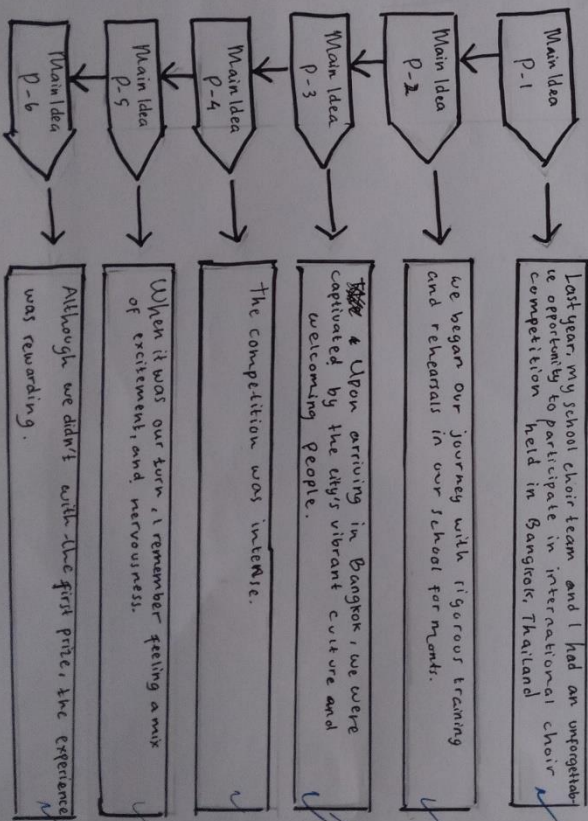 Main Idea
P-1
Last year, my school choir team and I had an unforgettab-
le opportunity to participate in international choir
competition held in Bangkok, Thailand
Main Idea
P-2
we began our journey with rigorous training
and rehearsals in our school for monts.
Main Idea
P-3
Upon arriving in Bangkok, we were
captivated by the city's vibrant culture and
welcoming people.
Main Idea
P-4
The competition was intense.
Main Idea
P-5
When it was our turn, I remember feeling a mix
of excitement, and nervousness.
Main Idea
P-6
Although we didn't with the first prize, the experience
was rewarding.